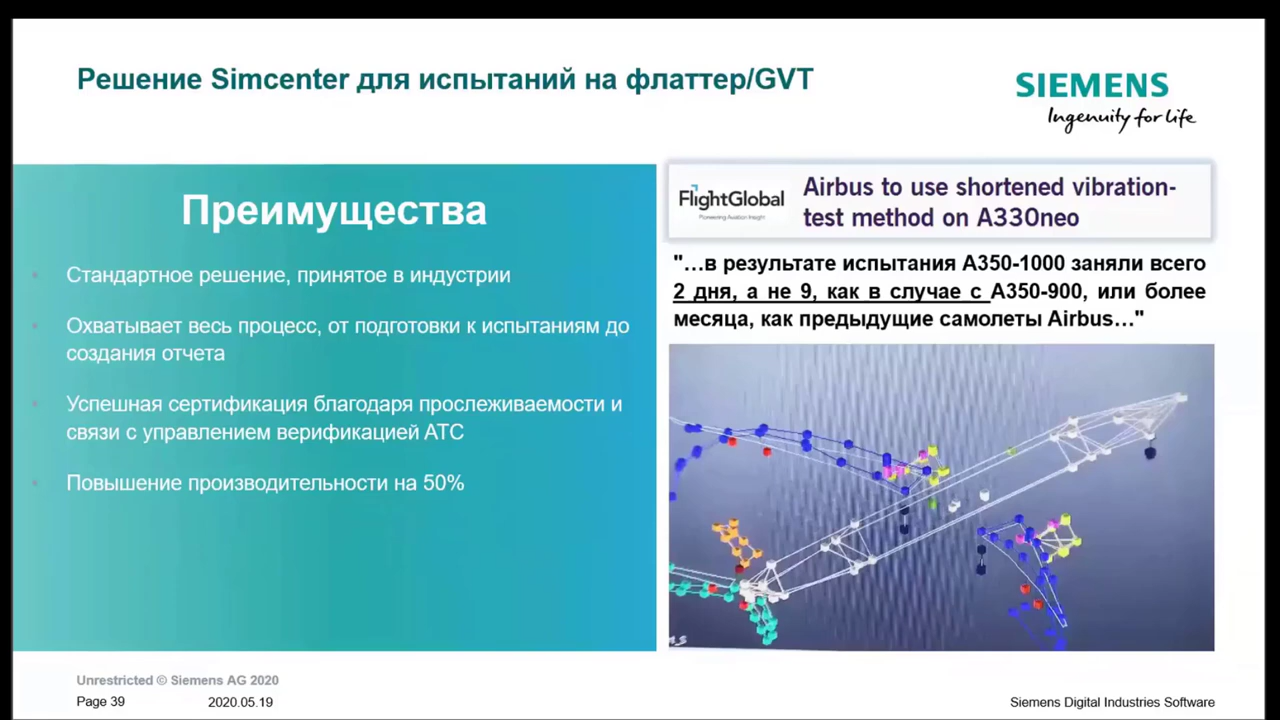 Решение Simcenter для испытаний на флаттер/GVT
SIEMENS
Ingenuity for life
Преимущества
Стандартное решение, принятое в индустрии
Охватывает весь процесс, от подготовки к испытаниям до
создания отчета
Успешная сертификация благодаря прослеживаемости и
связи с управлением верификацией АТС
Повышение производительности на 50%
FlightGlobal
Pioneering Aviation Insight
Airbus to use shortened vibration-
test method on A330neo
"…в результате испытания A350-1000 заняли всего
2 дня, а не 9, как в случае с A350-900, или более
месяца, как предыдущие самолеты Airbus…"
Unrestricted © Siemens AG 2020
Page 39
2020.05.19
Siemens Digital Industries Software